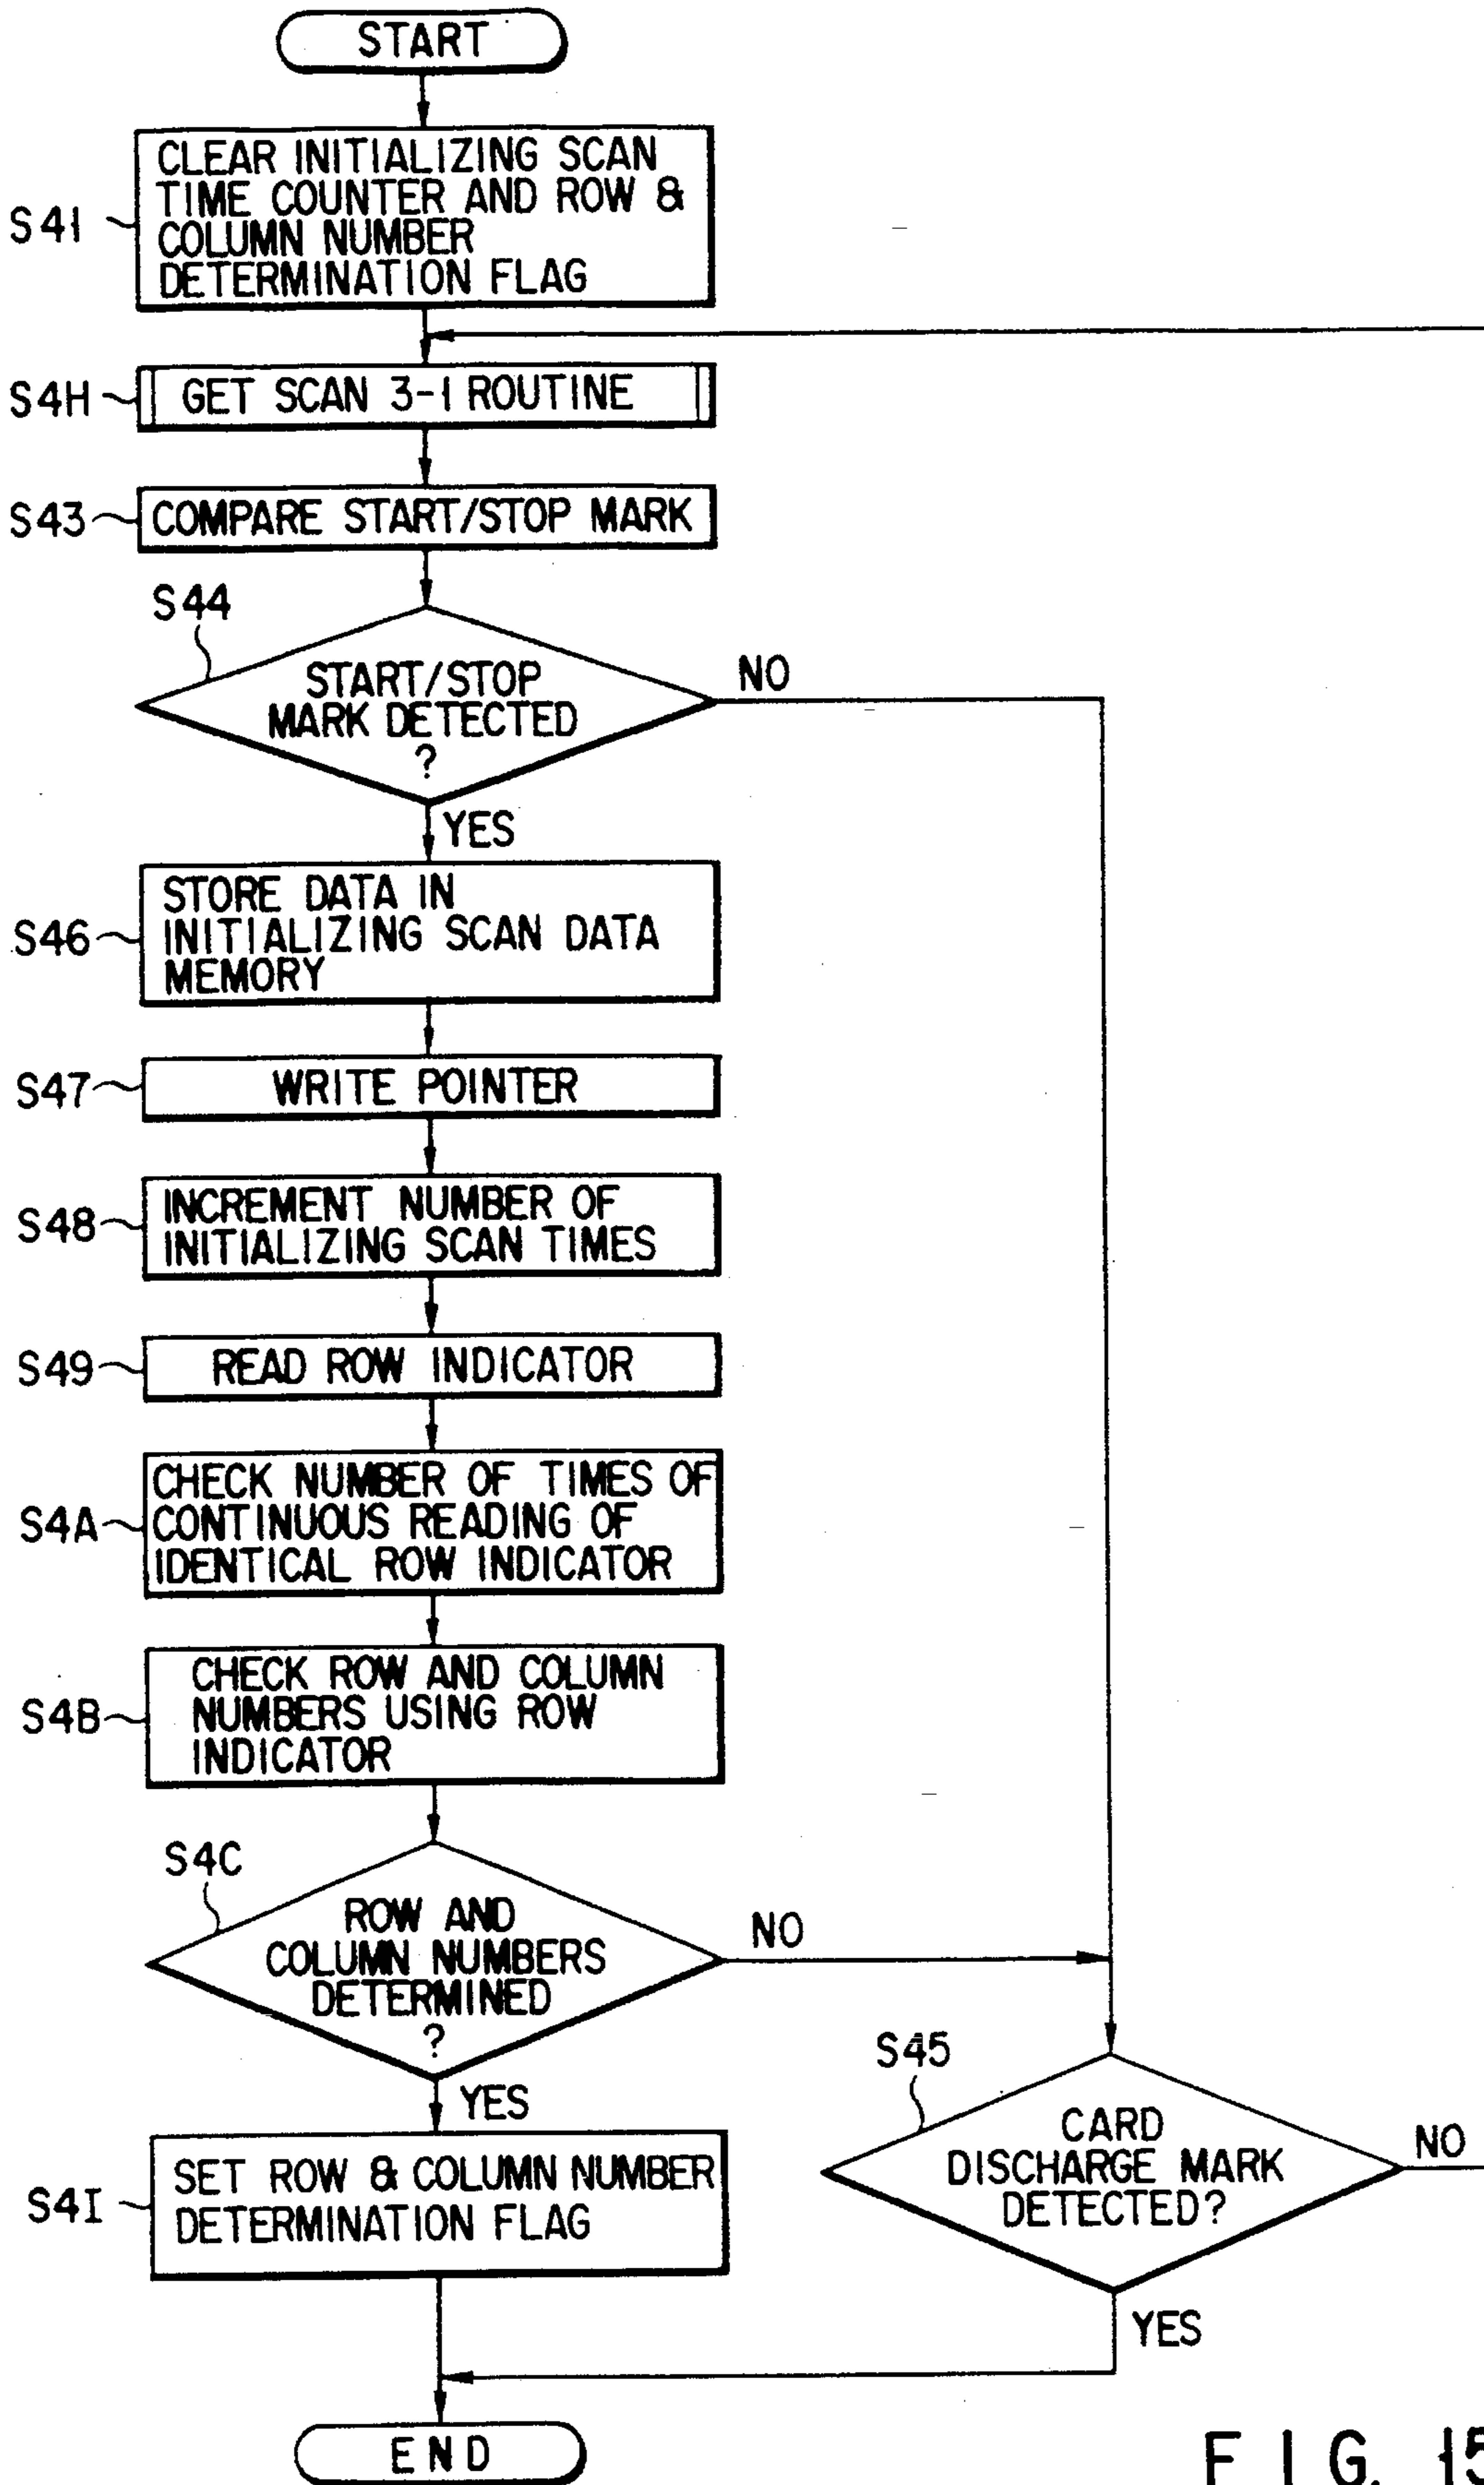 START
S41
CLEAR INITIALIZING SCAN
TIME COUNTER AND ROW &
COLUMN NUMBER
DETERMINATION FLAG
S4H
GET SCAN 3-1 ROUTINE
S43
COMPARE START/STOP MARK
S44
START/STOP
MARK DETECTED
?
NO
YES
S46
STORE DATA IN
INITIALIZING SCAN DATA
MEMORY
S47
WRITE POINTER
S48
INCREMENT NUMBER OF
INITIALIZING SCAN TIMES
S49
READ ROW INDICATOR
S4A
CHECK NUMBER OF TIMES OF
CONTINUOUS READING OF
IDENTICAL ROW INDICATOR
S4B
CHECK ROW AND COLUMN
NUMBERS USING ROW
INDICATOR
S4C
ROW AND
COLUMN NUMBERS
DETERMINED
?
NO
YES
S45
CARD
DISCHARGE MARK
DETECTED?
NO
YES
S4I
SET ROW & COLUMN NUMBER
DETERMINATION FLAG
END
FIG. 15